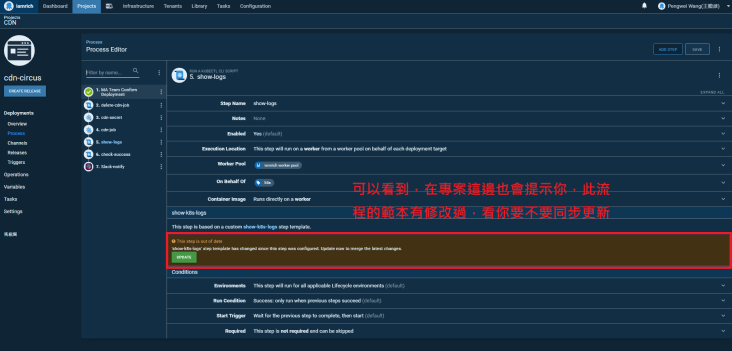 iamrich
Dashboard
Projects
Infrastructure
Tenants
Library
Tasks
Configuration
Pengwei Wang(王鵬緯)
Projects
CDN
cdn-circus
CREATE RELEASE
Deployments
Overview
Process
Channels
Releases
Triggers
Operations
Variables
Tasks
Settings
Process
Process Editor
ADD STEP
SAVE
Filter by name...
1. MA Team Confirm Deployment
2. delete-cdn-job
3. cdn-secret
4. cdn-job
5. show-logs
6. check-success
7. Slack-notify
RUN A KUBECTL CLI SCRIPT
5. show-logs
EXPAND ALL
Step Name show-logs
Notes None
Enabled Yes (default)
Execution Location This step will run on a worker from a worker pool on behalf of each deployment target
Worker Pool iamrich worker pool
On Behalf Of k8s
Container Image Runs directly on a worker
可以看到，在專案這邊也會提示你，此流
程的範本有修改過，看你要不要同步更新
show-k8s-logs
This step is based on a custom show-k8s-logs step template.
This step is out of date
'show-k8s-logs' step template has changed since this step was configured. Update now to merge the latest changes.
UPDATE
Conditions
Environments This step will run for all applicable Lifecycle environments (default)
Run Condition Success: only run when previous steps succeed (default)
Start Trigger Wait for the previous step to complete, then start (default)
Required This step is not required and can be skipped